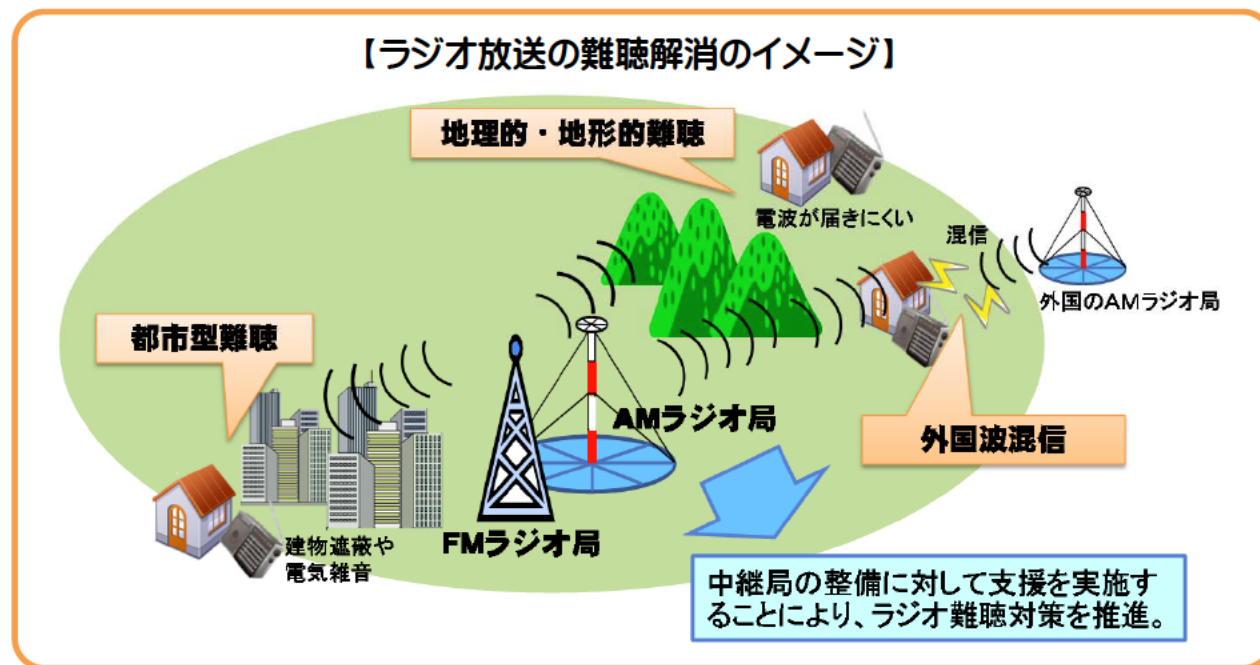 【ラジオ放送の難聴解消のイメージ】
地理的・地形的難聴
電波が届きにくい
混信
外国のAMラジオ局
都市型難聴
AMラジオ局
外国波混信
建物遮蔽や
電気雑音
FMラジオ局
中継局の整備に対して支援を実施す
ることにより、ラジオ難聴対策を推進。